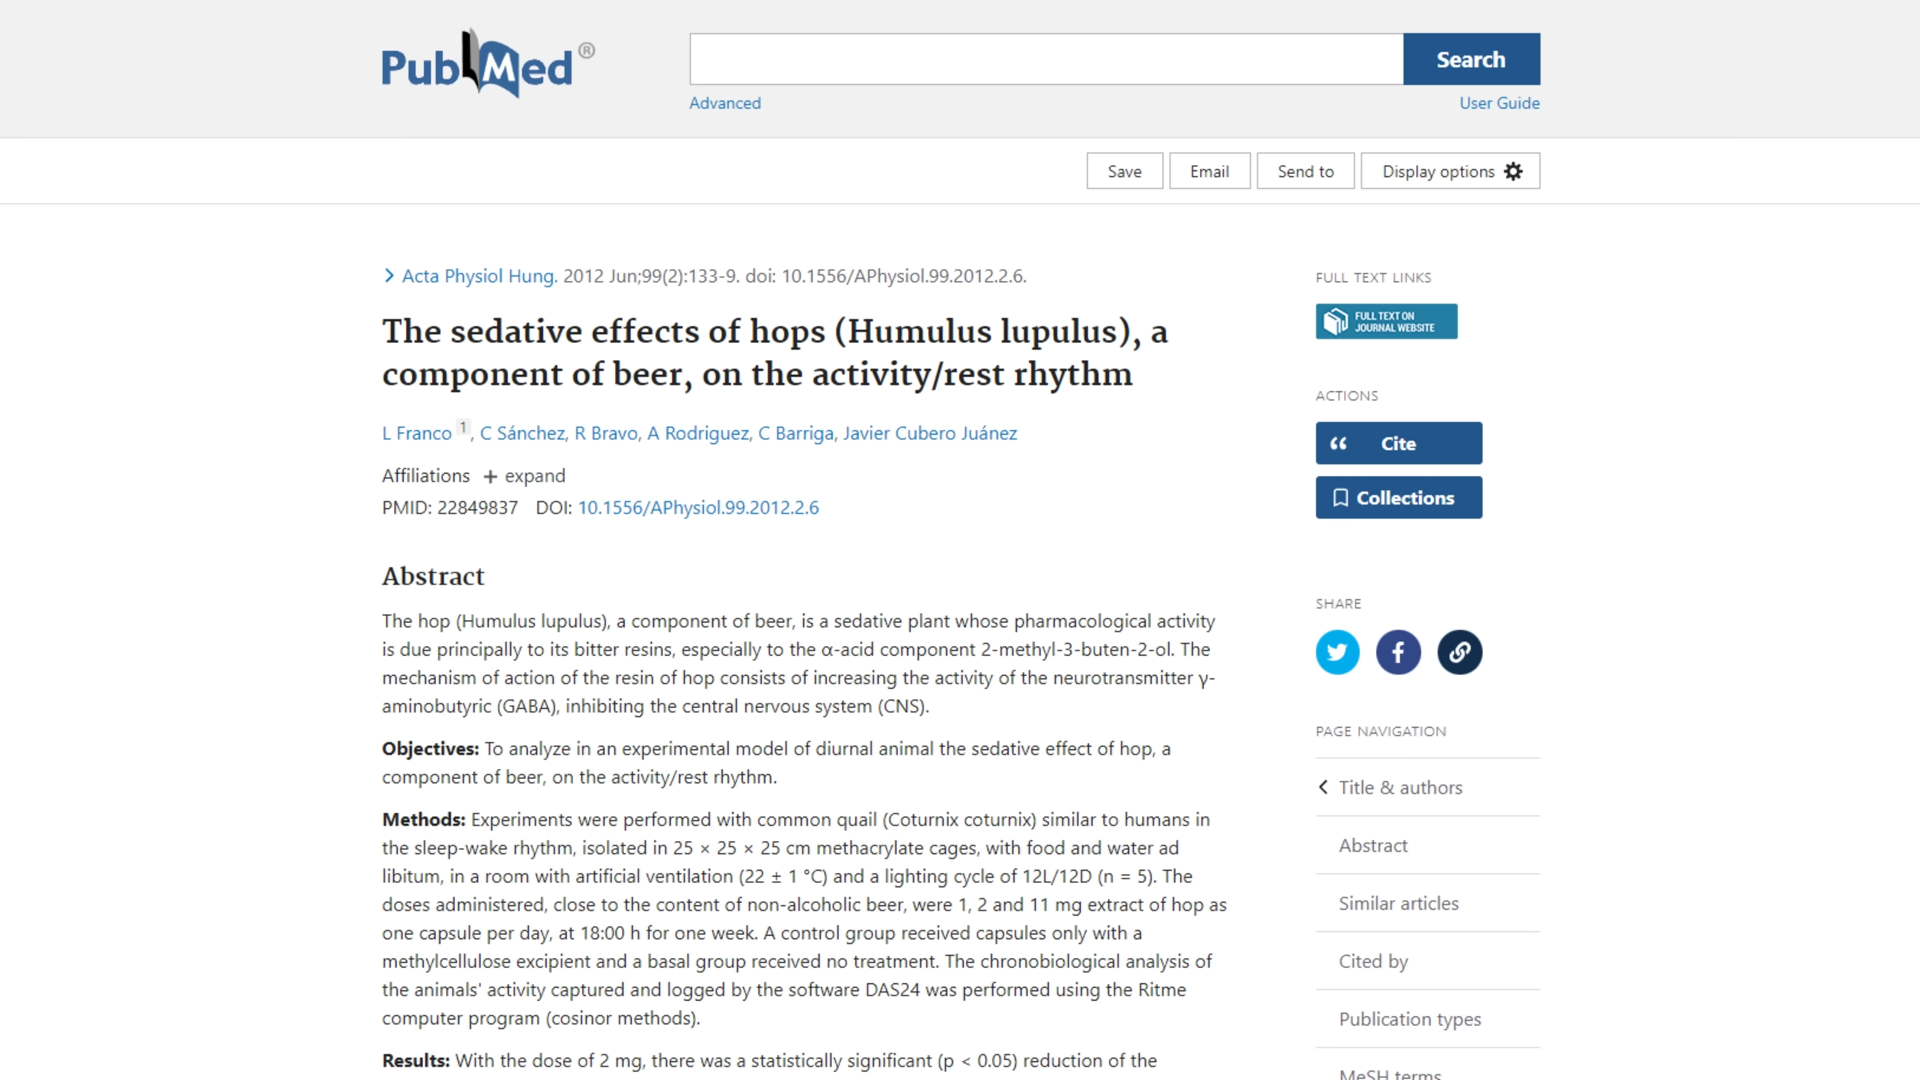 PubMed®
Search
Advanced
User Guide
Save
Email
Send to
Display options
Acta Physiol Hung. 2012 Jun;99(2):133-9. doi: 10.1556/APhysiol.99.2012.2.6.
The sedative effects of hops (Humulus lupulus), a
component of beer, on the activity/rest rhythm
L Franco 1, C Sánchez, R Bravo, A Rodriguez, C Barriga, Javier Cubero Juánez
Affiliations + expand
PMID: 22849837 DOI: 10.1556/APhysiol.99.2012.2.6
Abstract
The hop (Humulus lupulus), a component of beer, is a sedative plant whose pharmacological activity
is due principally to its bitter resins, especially to the α-acid component 2-methyl-3-buten-2-ol. The
mechanism of action of the resin of hop consists of increasing the activity of the neurotransmitter γ-
aminobutyric (GABA), inhibiting the central nervous system (CNS).
Objectives: To analyze in an experimental model of diurnal animal the sedative effect of hop, a
component of beer, on the activity/rest rhythm.
Methods: Experiments were performed with common quail (Coturnix coturnix) similar to humans in
the sleep-wake rhythm, isolated in 25 × 25 × 25 cm methacrylate cages, with food and water ad
libitum, in a room with artificial ventilation (22 ± 1 °C) and a lighting cycle of 12L/12D (n = 5). The
doses administered, close to the content of non-alcoholic beer, were 1, 2 and 11 mg extract of hop as
one capsule per day, at 18:00 h for one week. A control group received capsules only with a
methylcellulose excipient and a basal group received no treatment. The chronobiological analysis of
the animals' activity captured and logged by the software DAS24 was performed using the Ritme
computer program (cosinor methods).
Results: With the dose of 2 mg, there was a statistically significant (p < 0.05) reduction of the
FULL TEXT LINKS
FULL TEXT ON
JOURNAL WEBSITE
ACTIONS
Cite
Collections
SHARE
PAGE NAVIGATION
Title & authors
Abstract
Similar articles
Cited by
Publication types
MeSH terms